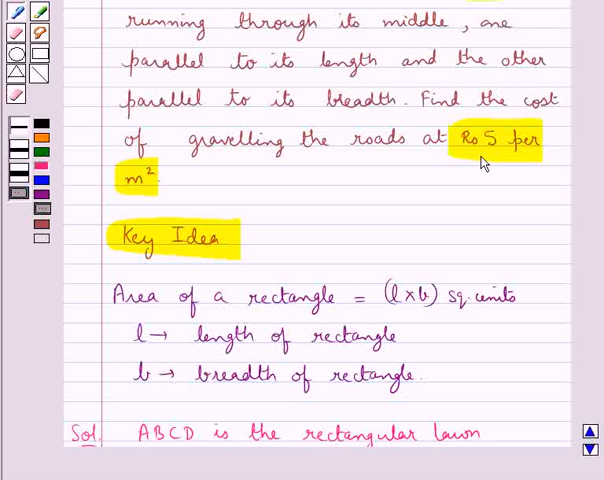 running through its middle, one
parallel to its length and the other
parallel to its breadth. Find the cost
of gravelling the roads at Rs 5 per
m².
Key Idea
Area of a rectangle = (l×b) sq. units
l → length of rectangle
b → breadth of rectangle.
Sol. ABCD is the rectangular lawn